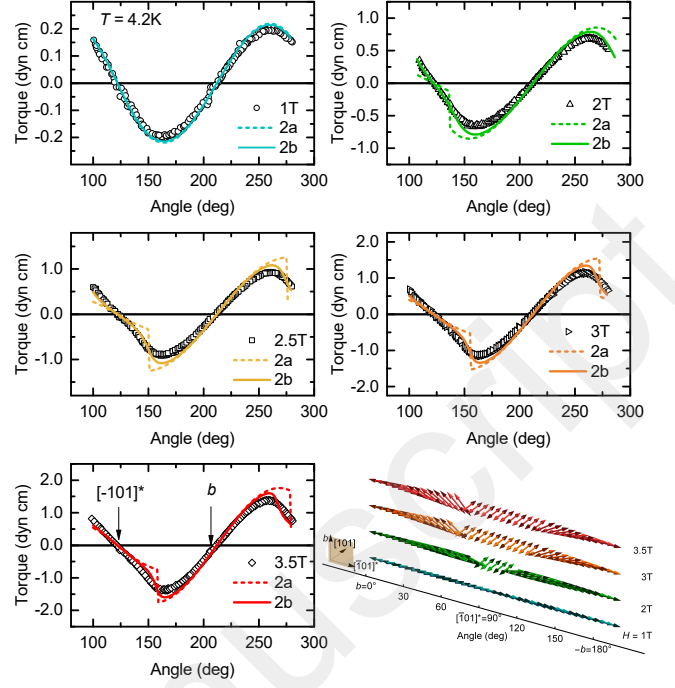 T = 4.2K
Torque (dyn cm)
0.2
0.1
0.0
-0.1
-0.2
1T
2a
2b
100 150 200 250 300
Angle (deg)
Torque (dyn cm)
1.0
0.5
0.0
-0.5
-1.0
2T
2a
2b
100 150 200 250 300
Angle (deg)
Torque (dyn cm)
1.0
0.0
-1.0
2.5T
2a
2b
100 150 200 250 300
Angle (deg)
Torque (dyn cm)
2.0
1.0
0.0
-1.0
-2.0
3T
2a
2b
100 150 200 250 300
Angle (deg)
Torque (dyn cm)
2.0
1.0
0.0
-1.0
-2.0
[-101]*
b
3.5T
2a
2b
100 150 200 250 300
Angle (deg)
b
[101]
[1̄01]*
b=0°
30
60
[1̄01]*=90°
120
150
−b=180°
Angle (deg)
3.5T
3T
2T
H = 1T
nuscript